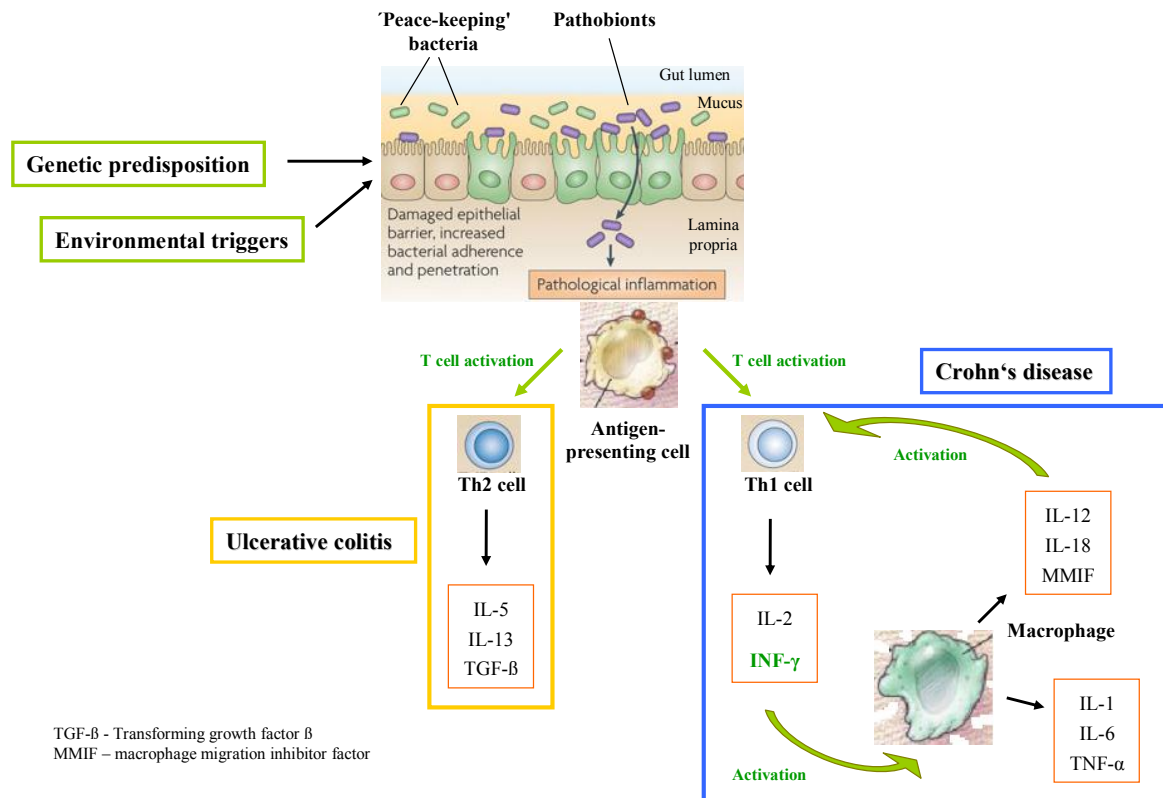 ´Peace-keeping'
bacteria
Pathobionts
Gut lumen
Mucus
Genetic predisposition
Environmental triggers
Damaged epithelial
barrier, increased
bacterial adherence
and penetration
Lamina
propria
Pathological inflammation
T cell activation
T cell activation
Crohn‘s disease
Antigen-
presenting cell
Th2 cell
Th1 cell
Activation
Ulcerative colitis
IL-12
IL-18
MMIF
IL-5
IL-13
TGF-ß
IL-2
INF-γ
Macrophage
IL-1
IL-6
TNF-α
Activation
TGF-ß - Transforming growth factor ß
MMIF – macrophage migration inhibitor factor